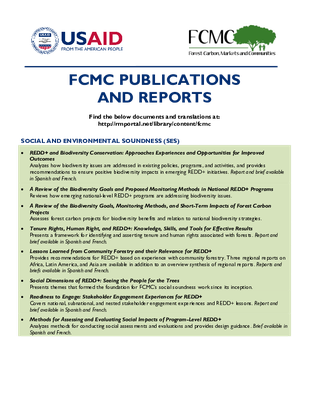 USAID
FROM THE AMERICAN PEOPLE
FCMC
Forest Carbon, Markets and Communities
FCMC PUBLICATIONS
AND REPORTS
Find the below documents and translations at:
http://rmportal.net/library/content/fcmc
SOCIAL AND ENVIRONMENTAL SOUNDNESS (SES)
• REDD+ and Biodiversity Conservation: Approaches Experiences and Opportunities for Improved
Outcomes
Analyzes how biodiversity issues are addressed in existing policies, programs, and activities, and provides
recommendations to ensure positive biodiversity impacts in emerging REDD+ initiatives. Report and brief available
in Spanish and French.
• A Review of the Biodiversity Goals and Proposed Monitoring Methods in National REDD+ Programs
Reviews how emerging national-level REDD+ programs are addressing biodiversity issues.
• A Review of the Biodiversity Goals, Monitoring Methods, and Short-Term Impacts of Forest Carbon
Projects
Assesses forest carbon projects for biodiversity benefits and relation to national biodiversity strategies.
• Tenure Rights, Human Right, and REDD+: Knowledge, Skills, and Tools for Effective Results
Presents a framework for identifying and asserting tenure and human rights associated with forests. Report and
brief available in Spanish and French.
• Lessons Learned from Community Forestry and their Relevance for REDD+
Provides recommendations for REDD+ based on experience with community forestry. Three regional reports on
Africa, Latin America, and Asia are available in addition to an overview synthesis of regional reports. Reports and
briefs available in Spanish and French.
• Social Dimensions of REDD+: Seeing the People for the Trees
Presents themes that formed the foundation for FCMC's social soundness work since its inception.
• Readiness to Engage: Stakeholder Engagement Experiences for REDD+
Covers national, subnational, and nested stakeholder engagement experiences and REDD+ lessons. Report and
brief available in Spanish and French.
• Methods for Assessing and Evaluating Social Impacts of Program-Level REDD+
Analyzes methods for conducting social assessments and evaluations and provides design guidance. Brief available in
Spanish and French.